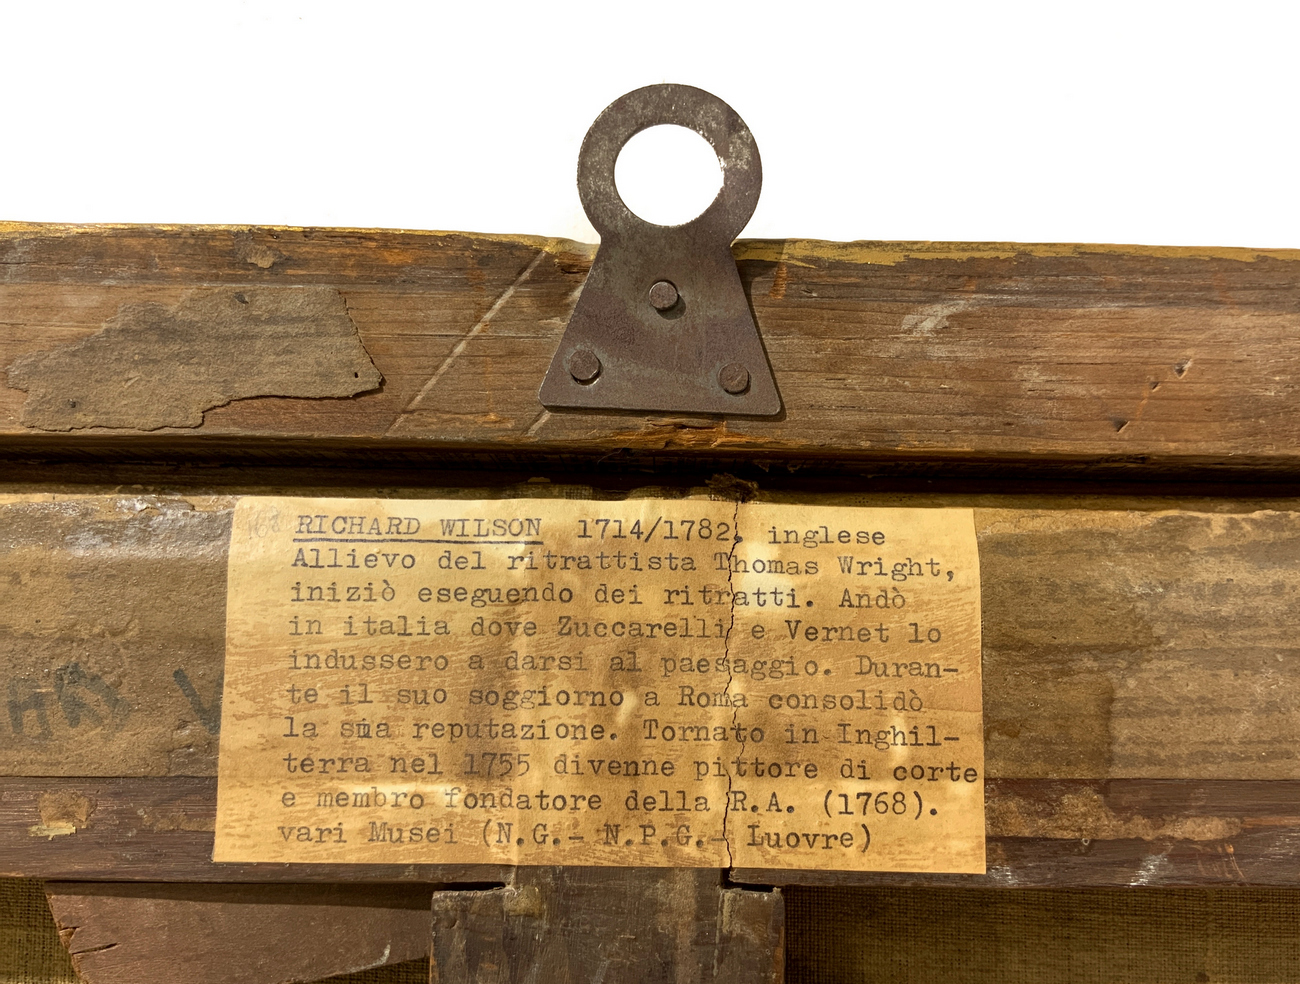 RICHARD WILSON 1714/1782, inglese
Allievo del ritrattista Thomas Wright,
iniziò eseguendo dei ritratti. Andò
in italia dove Zuccarelli e Vernet lo
indussero a darsi al paesaggio. Duran-
te il suo soggiorno a Roma consolidò
la sma reputazione. Tornato in Inghil-
terra nel 1755 divenne pittore di corte
e membro fondatore della R.A. (1768).
vari Musei (N.G.- N.P.G.- Luovre)